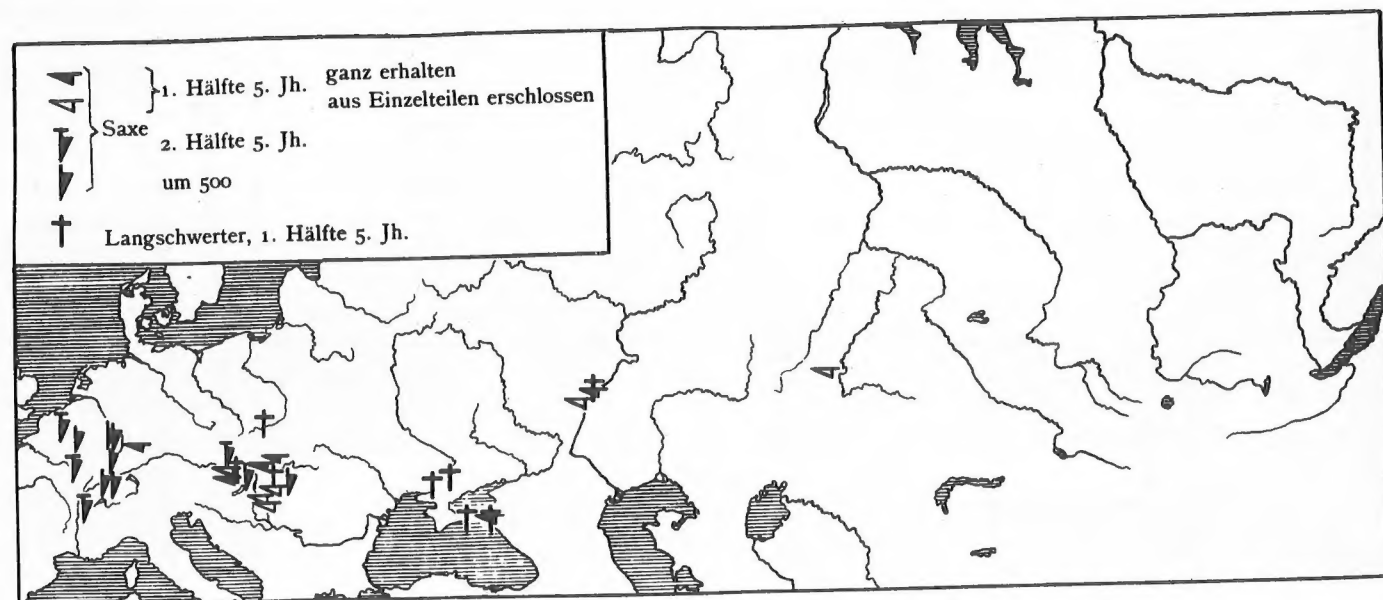 1. Hälfte 5. Jh. ganz erhalten
aus Einzelteilen erschlossen
Saxe
2. Hälfte 5. Jh.
um 500
Langschwerter, 1. Hälfte 5. Jh.